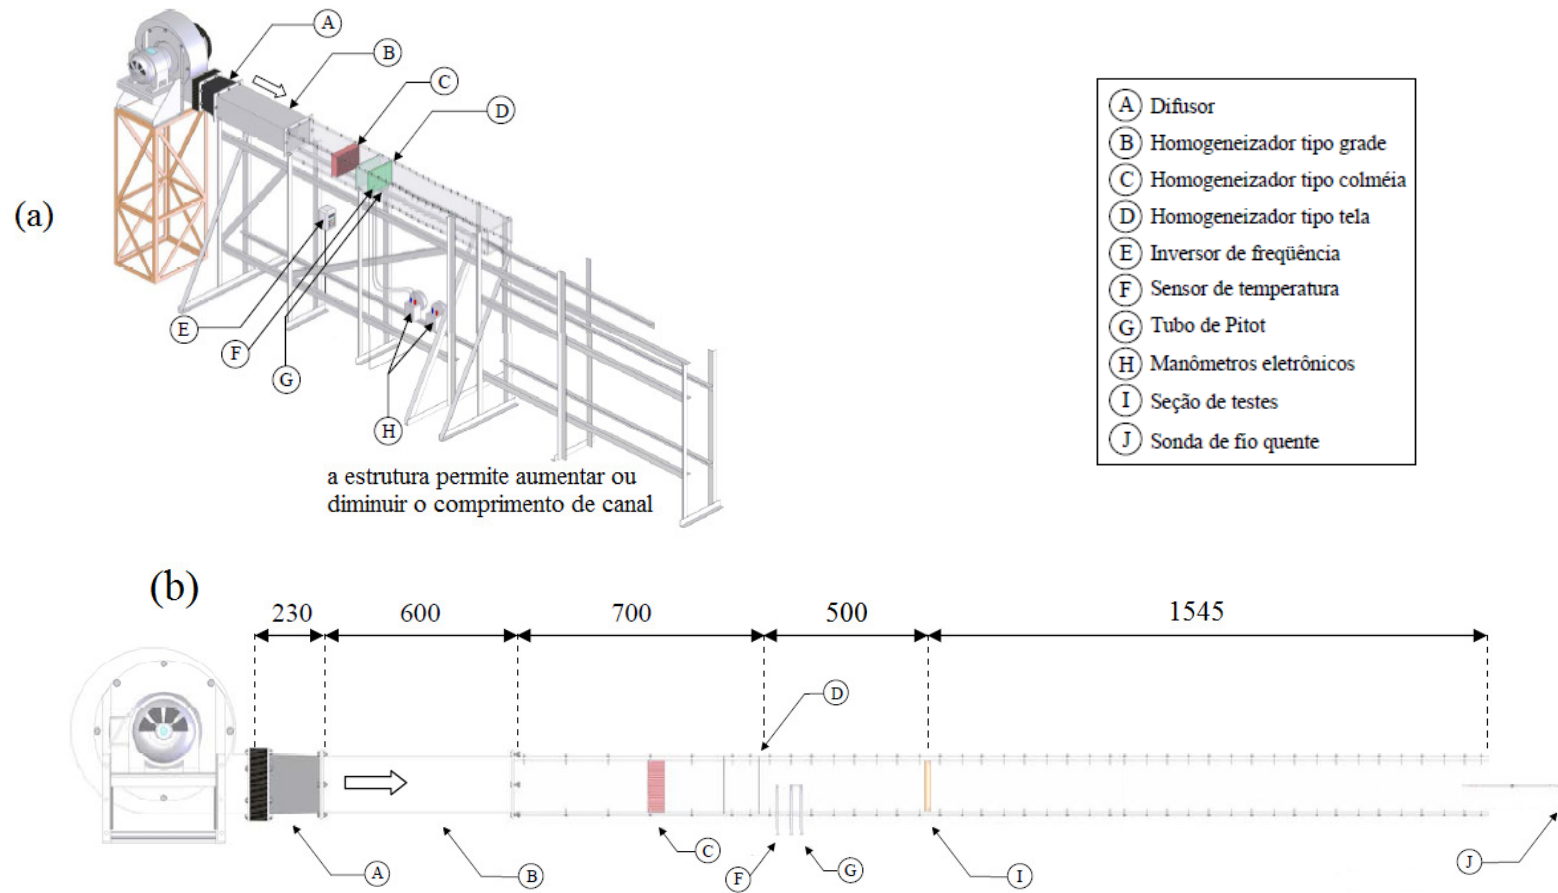 A
B
C
D
(a)
E
F
G
H
a estrutura permite aumentar ou
diminuir o comprimento de canal
A Difusor
B Homogeneizador tipo grade
C Homogeneizador tipo colméia
D Homogeneizador tipo tela
E Inversor de freqüência
F Sensor de temperatura
G Tubo de Pitot
H Manômetros eletrônicos
I Seção de testes
J Sonda de fio quente
(b)
230 600 700 500 1545
D
A B C F G I J